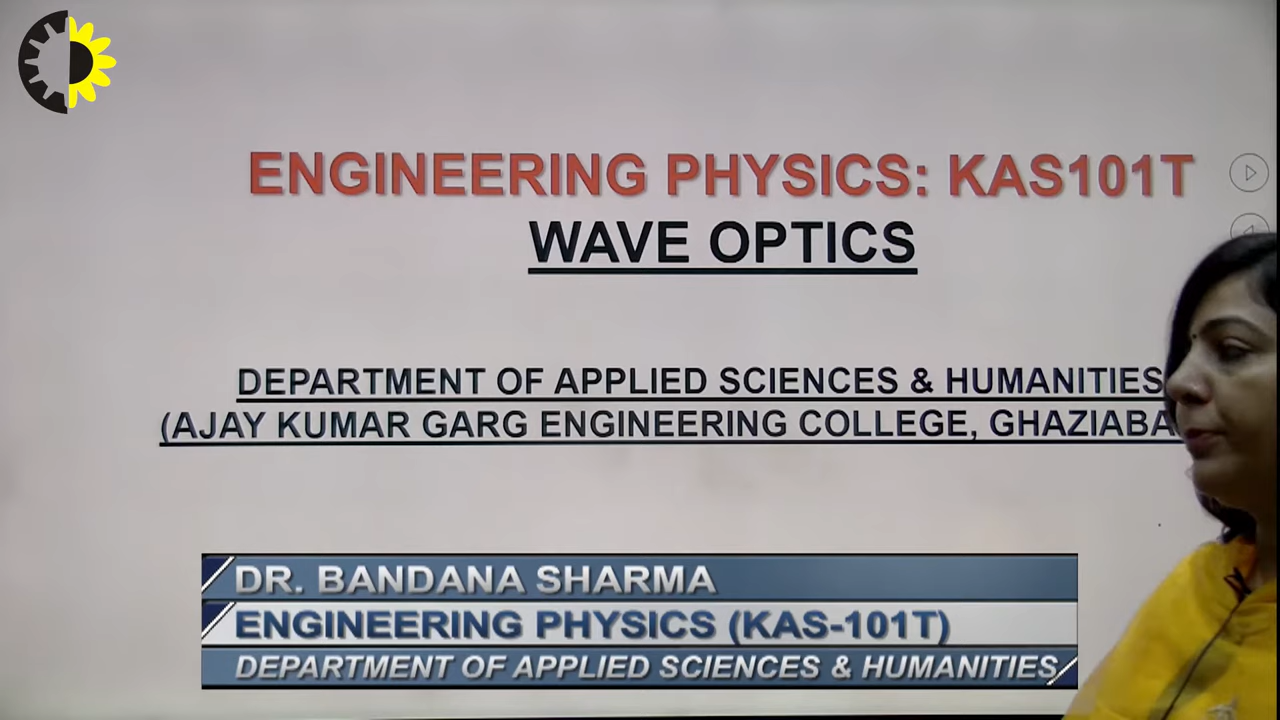 ENGINEERING PHYSICS: KAS101T
WAVE OPTICS
DEPARTMENT OF APPLIED SCIENCES & HUMANITIES
(AJAY KUMAR GARG ENGINEERING COLLEGE, GHAZIABA
DR. BANDANA SHARMA
ENGINEERING PHYSICS (KAS-101T)
DEPARTMENT OF APPLIED SCIENCES & HUMANITIES